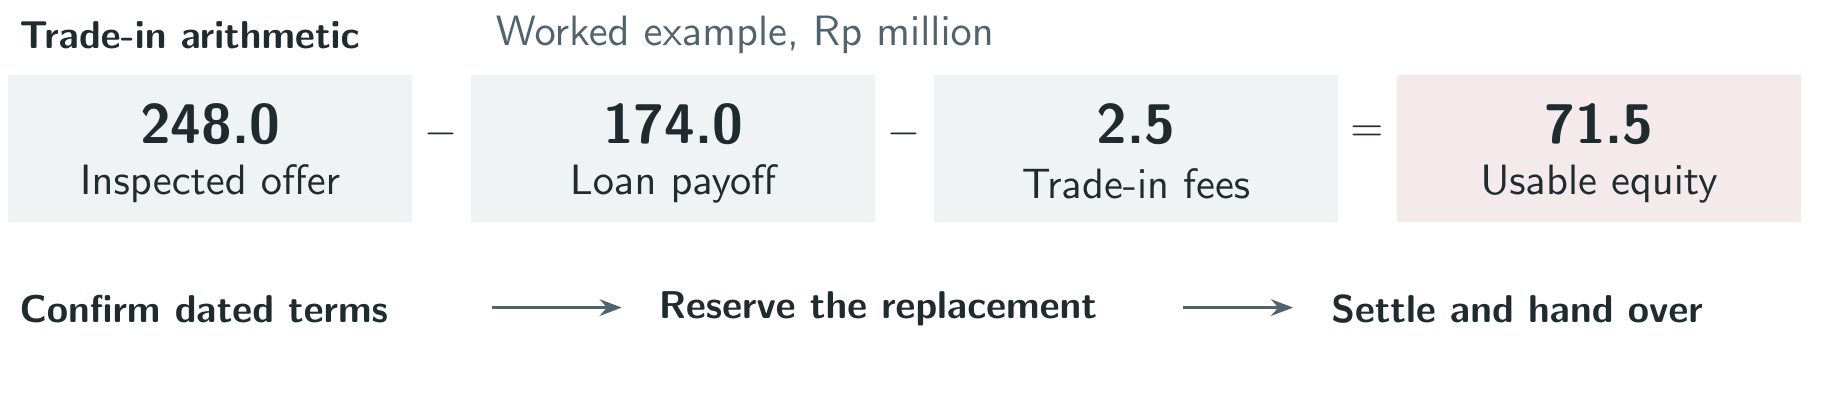 Trade-in arithmetic Worked example, Rp million
248.0 − 174.0 − 2.5 = 71.5
Inspected offer Loan payoff Trade-in fees Usable equity
Confirm dated terms Reserve the replacement Settle and hand over